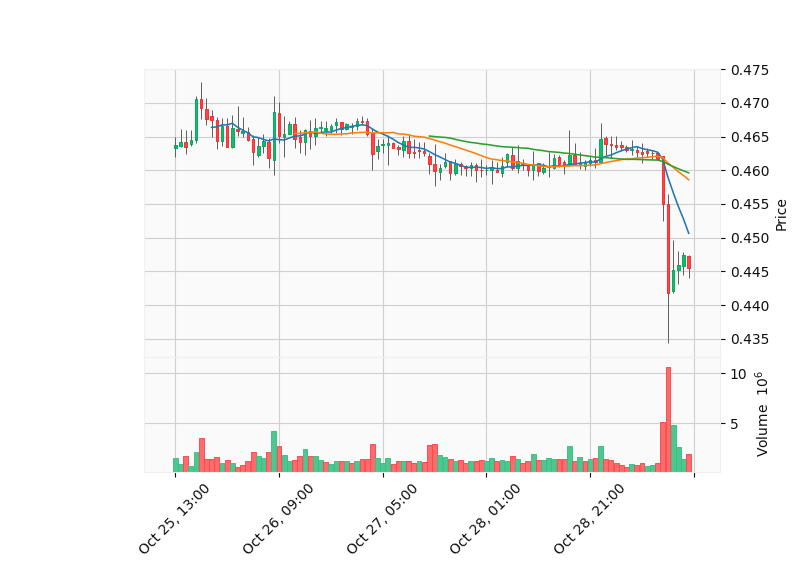 0.475
0.470
0.465
0.460
0.455
0.450
0.445
0.440
0.435
Price
10
5
Volume 10^6
Oct 25, 13:00
Oct 26, 09:00
Oct 27, 05:00
Oct 28, 01:00
Oct 28, 21:00